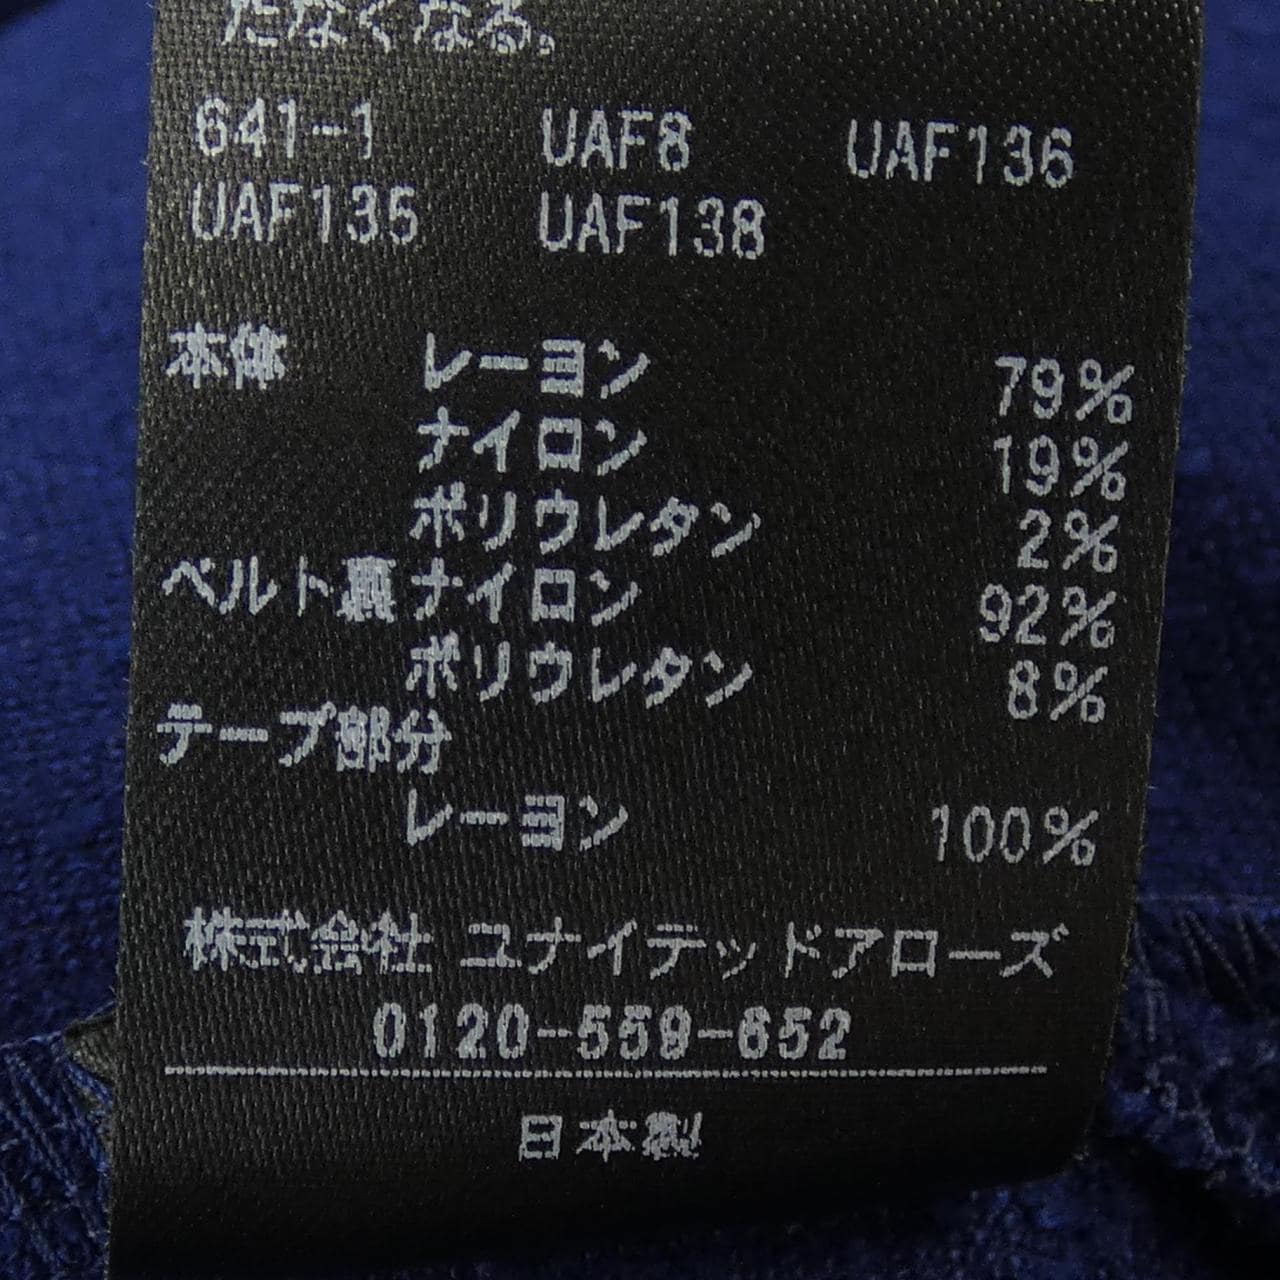 たなくなる。
641-1 UAF8 UAF136
UAF135 UAF138
本体 レーヨン 79%
ナイロン 19%
ポリウレタン 2%
ベルト裏 ナイロン 92%
ポリウレタン 8%
テープ部分
レーヨン 100%
株式会社 ユナイテッドアローズ
0120-559-652
日本製